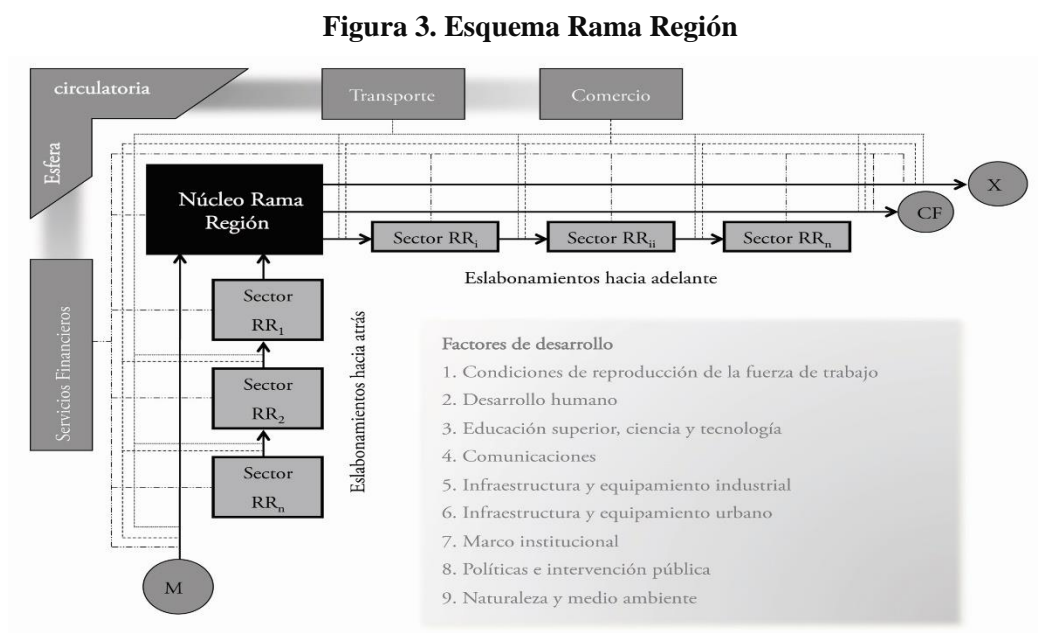 Figura 3. Esquema Rama Región
circulatoria
Esfera
Transporte
Comercio
Servicios Financieros
Núcleo Rama
Región
X
CF
Sector RRi
Sector RRii
Sector RRn
Eslabonamientos hacia adelante
Sector
RR1
Sector
RR2
Sector
RRn
Eslabonamientos hacia atrás
M
Factores de desarrollo
1. Condiciones de reproducción de la fuerza de trabajo
2. Desarrollo humano
3. Educación superior, ciencia y tecnología
4. Comunicaciones
5. Infraestructura y equipamiento industrial
6. Infraestructura y equipamiento urbano
7. Marco institucional
8. Políticas e intervención pública
9. Naturaleza y medio ambiente